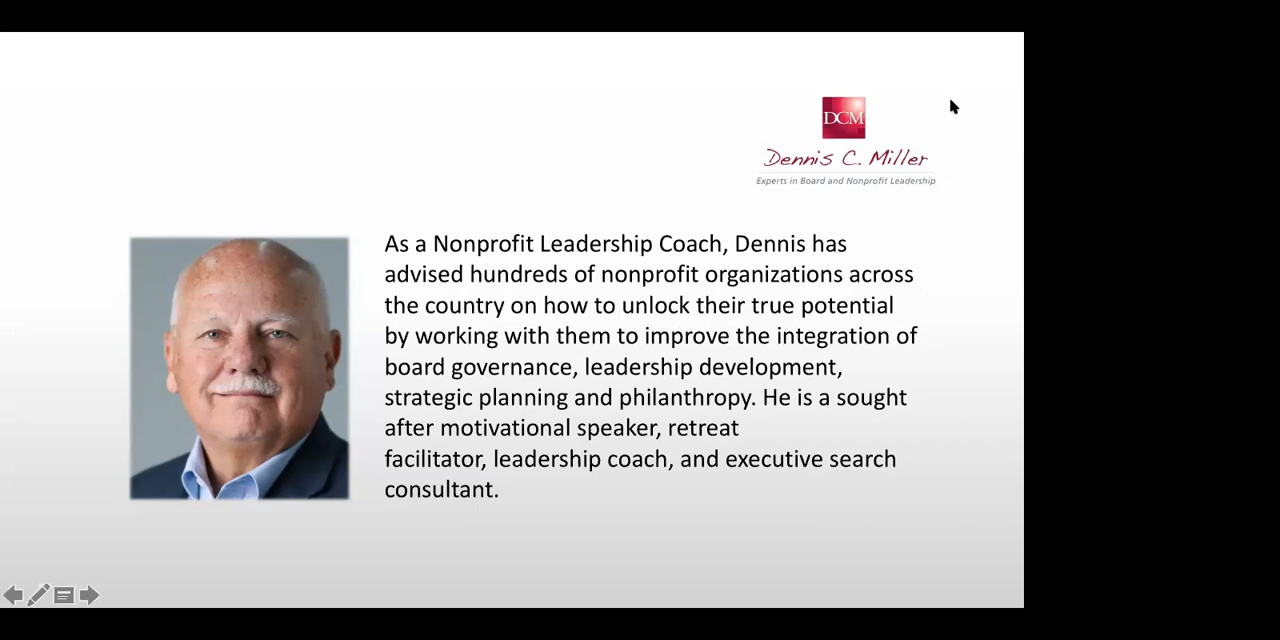 DCM
Dennis C. Miller
Experts in Board and Nonprofit Leadership
As a Nonprofit Leadership Coach, Dennis has
advised hundreds of nonprofit organizations across
the country on how to unlock their true potential
by working with them to improve the integration of
board governance, leadership development,
strategic planning and philanthropy. He is a sought
after motivational speaker, retreat
facilitator, leadership coach, and executive search
consultant.